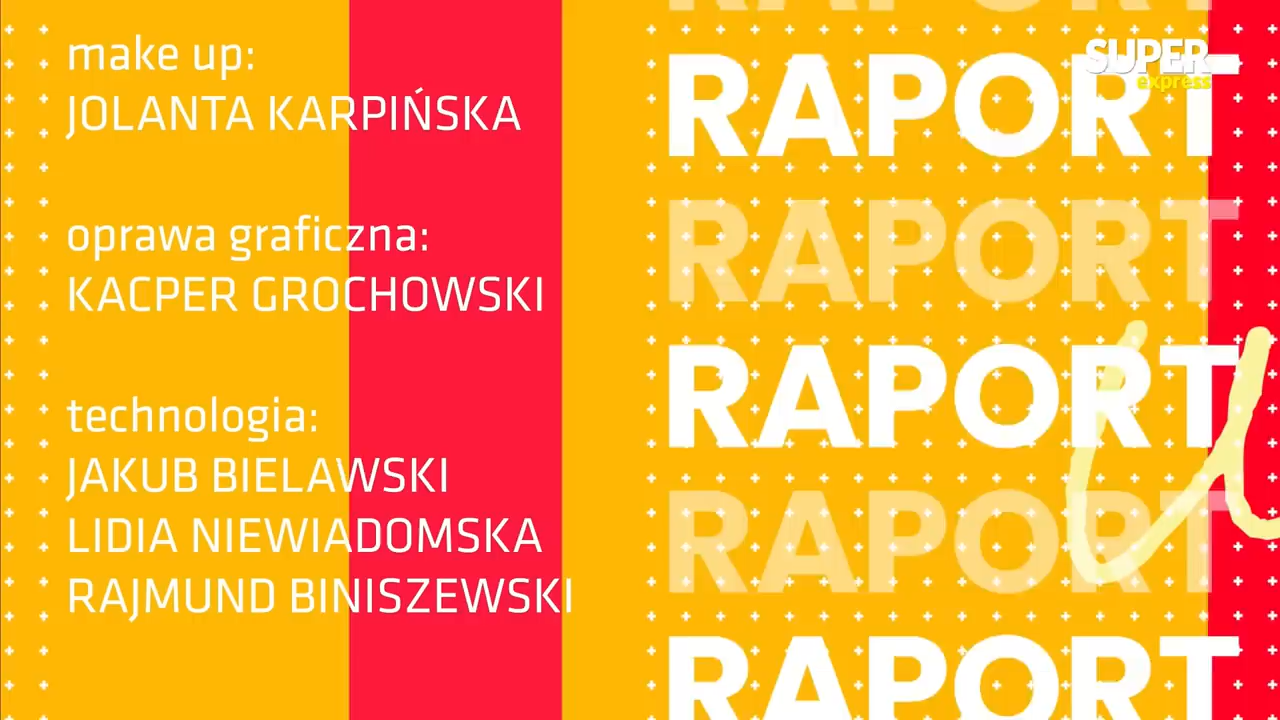 make up:
JOLANTA KARPIŃSKA
oprawa graficzna:
KACPER GROCHOWSKI
technologia:
JAKUB BIELAWSKI
LIDIA NIEWIADOMSKA
RAJMUND BINISZEWSKI
RAPORT
SUPER
express
RAPORT
RAPORT
RAPORT
RAPORT
RAPORT
u